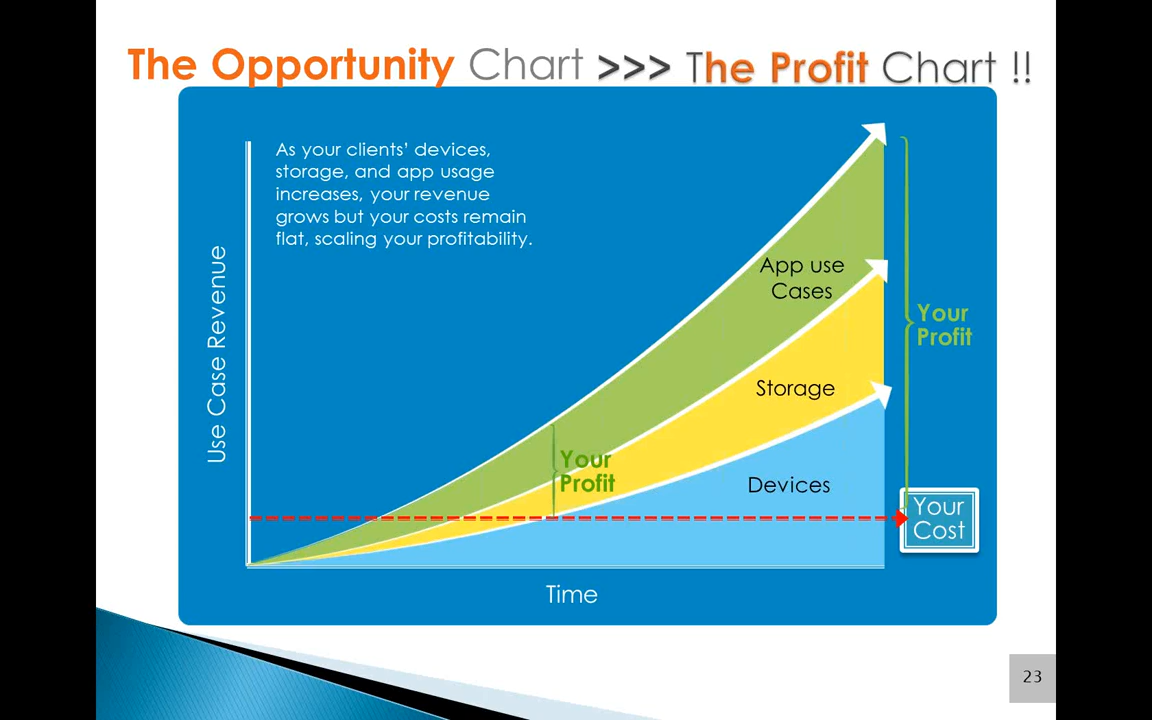 The Opportunity Chart >>> The Profit Chart !!
As your clients’ devices,
storage, and app usage
increases, your revenue
grows but your costs remain
flat, scaling your profitability.
Use Case Revenue
App use
Cases
Your
Profit
Storage
Your
Profit
Devices
Your
Cost
Time
23